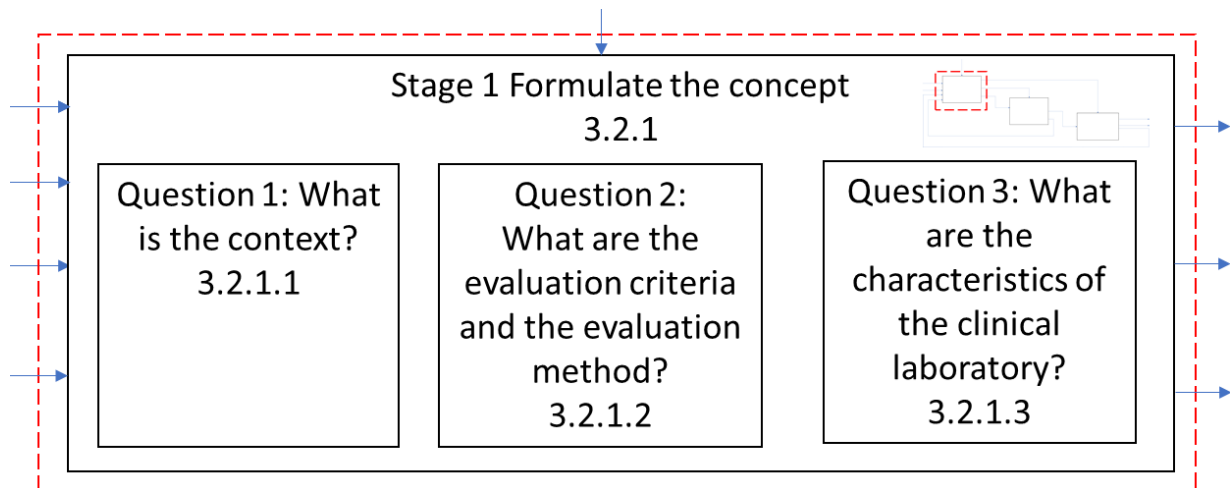 Stage 1 Formulate the concept
3.2.1
Question 1: What
is the context?
3.2.1.1
Question 2:
What are the
evaluation criteria
and the evaluation
method?
3.2.1.2
Question 3: What
are the
characteristics of
the clinical
laboratory?
3.2.1.3